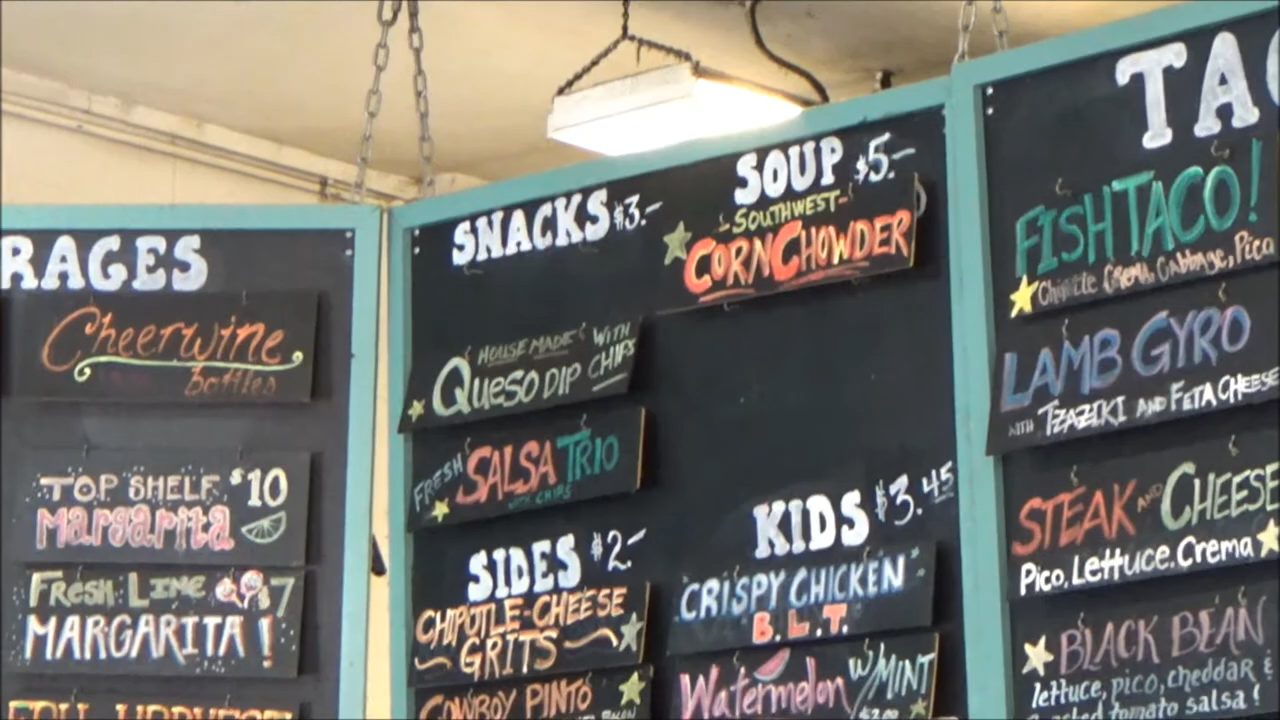 RAGES
Cheerwine
bottles
TOP SHELF $10
Margarita
FRESH LIME 7
MARGARITA !
SNACKS $3.-
HOUSE MADE WITH
QUESO DIP CHIPS
FRESH SALSA TRIO
WITH CHIPS
SIDES $2.-
CHIPOTLE-CHEESE
GRITS
COWBOY PINTO
SOUP $5.-
SOUTHWEST-
CORN CHOWDER
KIDS $3.45
CRISPY CHICKEN
B.L.T.
Watermelon W/MINT
$2.00
TAC
FISH TACO!
Chipotle CREMA, Cabbage, Pico
LAMB GYRO
WITH TZAZIKI AND FETA CHEESE
STEAK AND CHEESE
Pico, Lettuce, Crema
BLACK BEAN
lettuce, pico, cheddar &
tomato salsa!